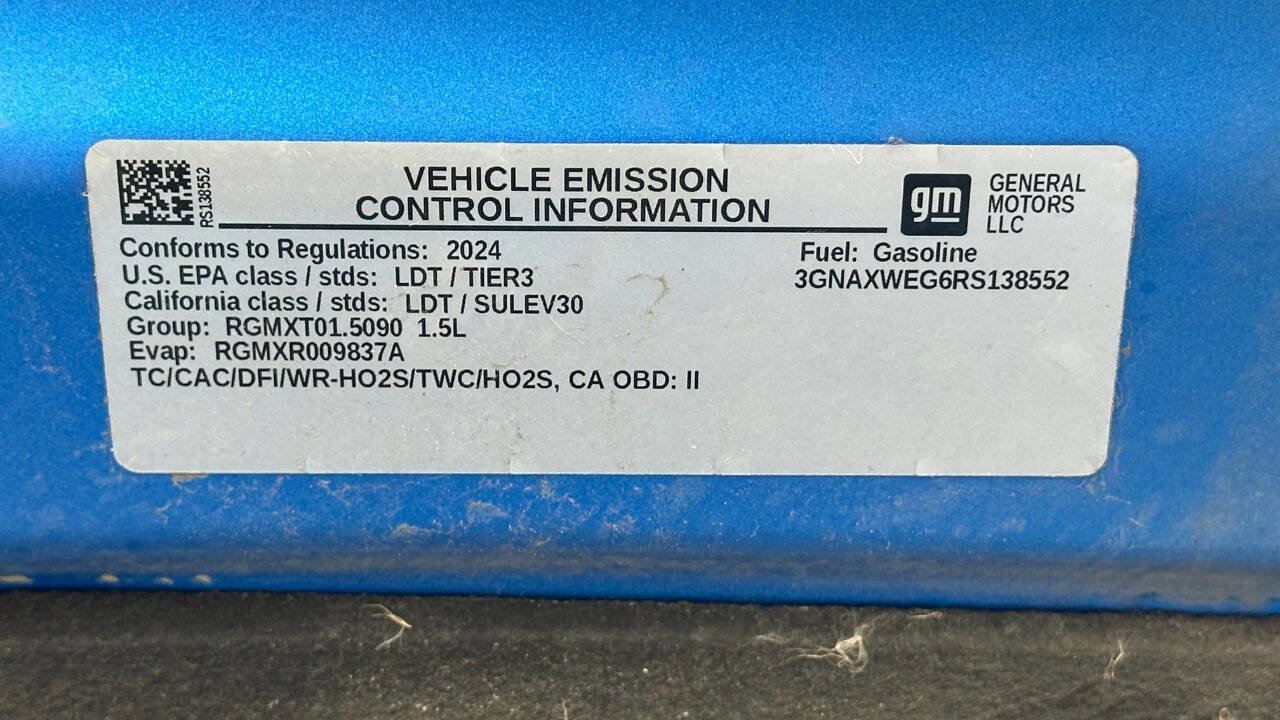 RS138552
VEHICLE EMISSION
CONTROL INFORMATION
gm
GENERAL
MOTORS
LLC
Conforms to Regulations: 2024
U.S. EPA class / stds: LDT / TIER3
California class / stds: LDT / SULEV30
Group: RGMXT01.5090 1.5L
Evap: RGMXR009837A
TC/CAC/DFI/WR-HO2S/TWC/HO2S, CA OBD: II
Fuel: Gasoline
3GNAXWEG6RS138552